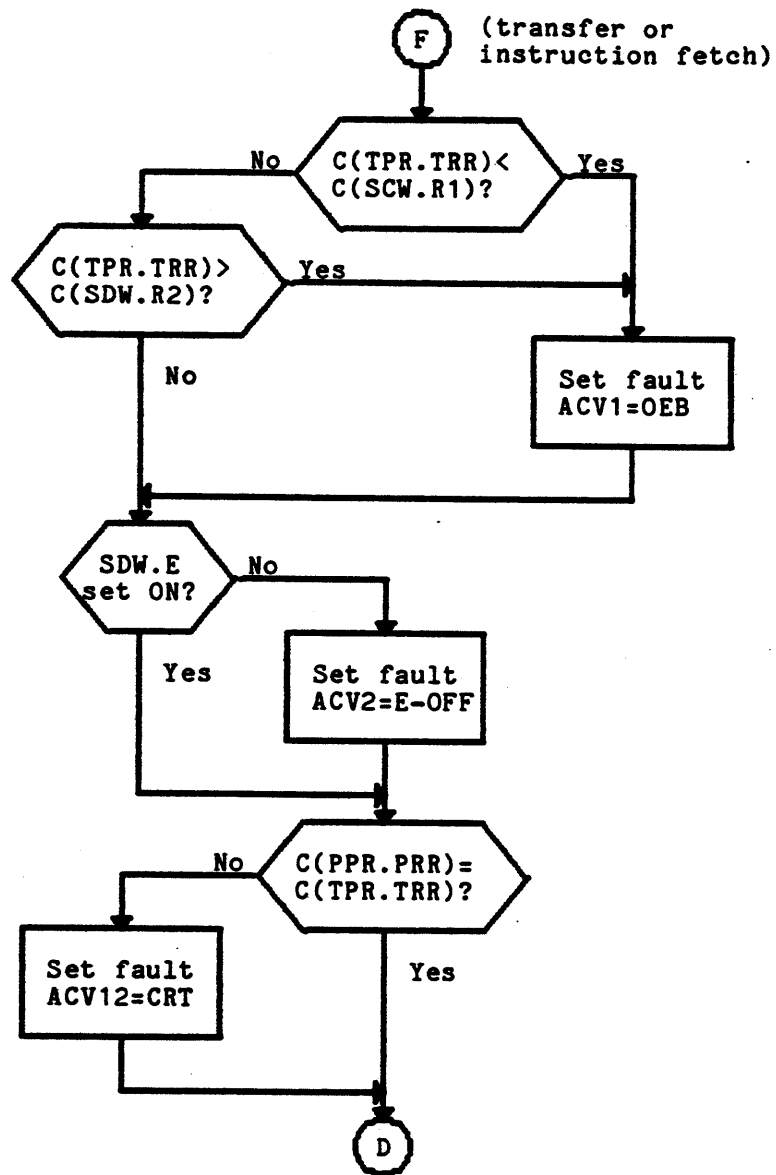 F
(transfer or
instruction fetch)
C(TPR.TRR)<
C(SCW.R1)?
No
Yes
C(TPR.TRR)>
C(SDW.R2)?
Yes
No
Set fault
ACV1=OEB
SDW.E
set ON?
No
Yes
Set fault
ACV2=E-OFF
C(PPR.PRR)=
C(TPR.TRR)?
No
Yes
Set fault
ACV12=CRT
D